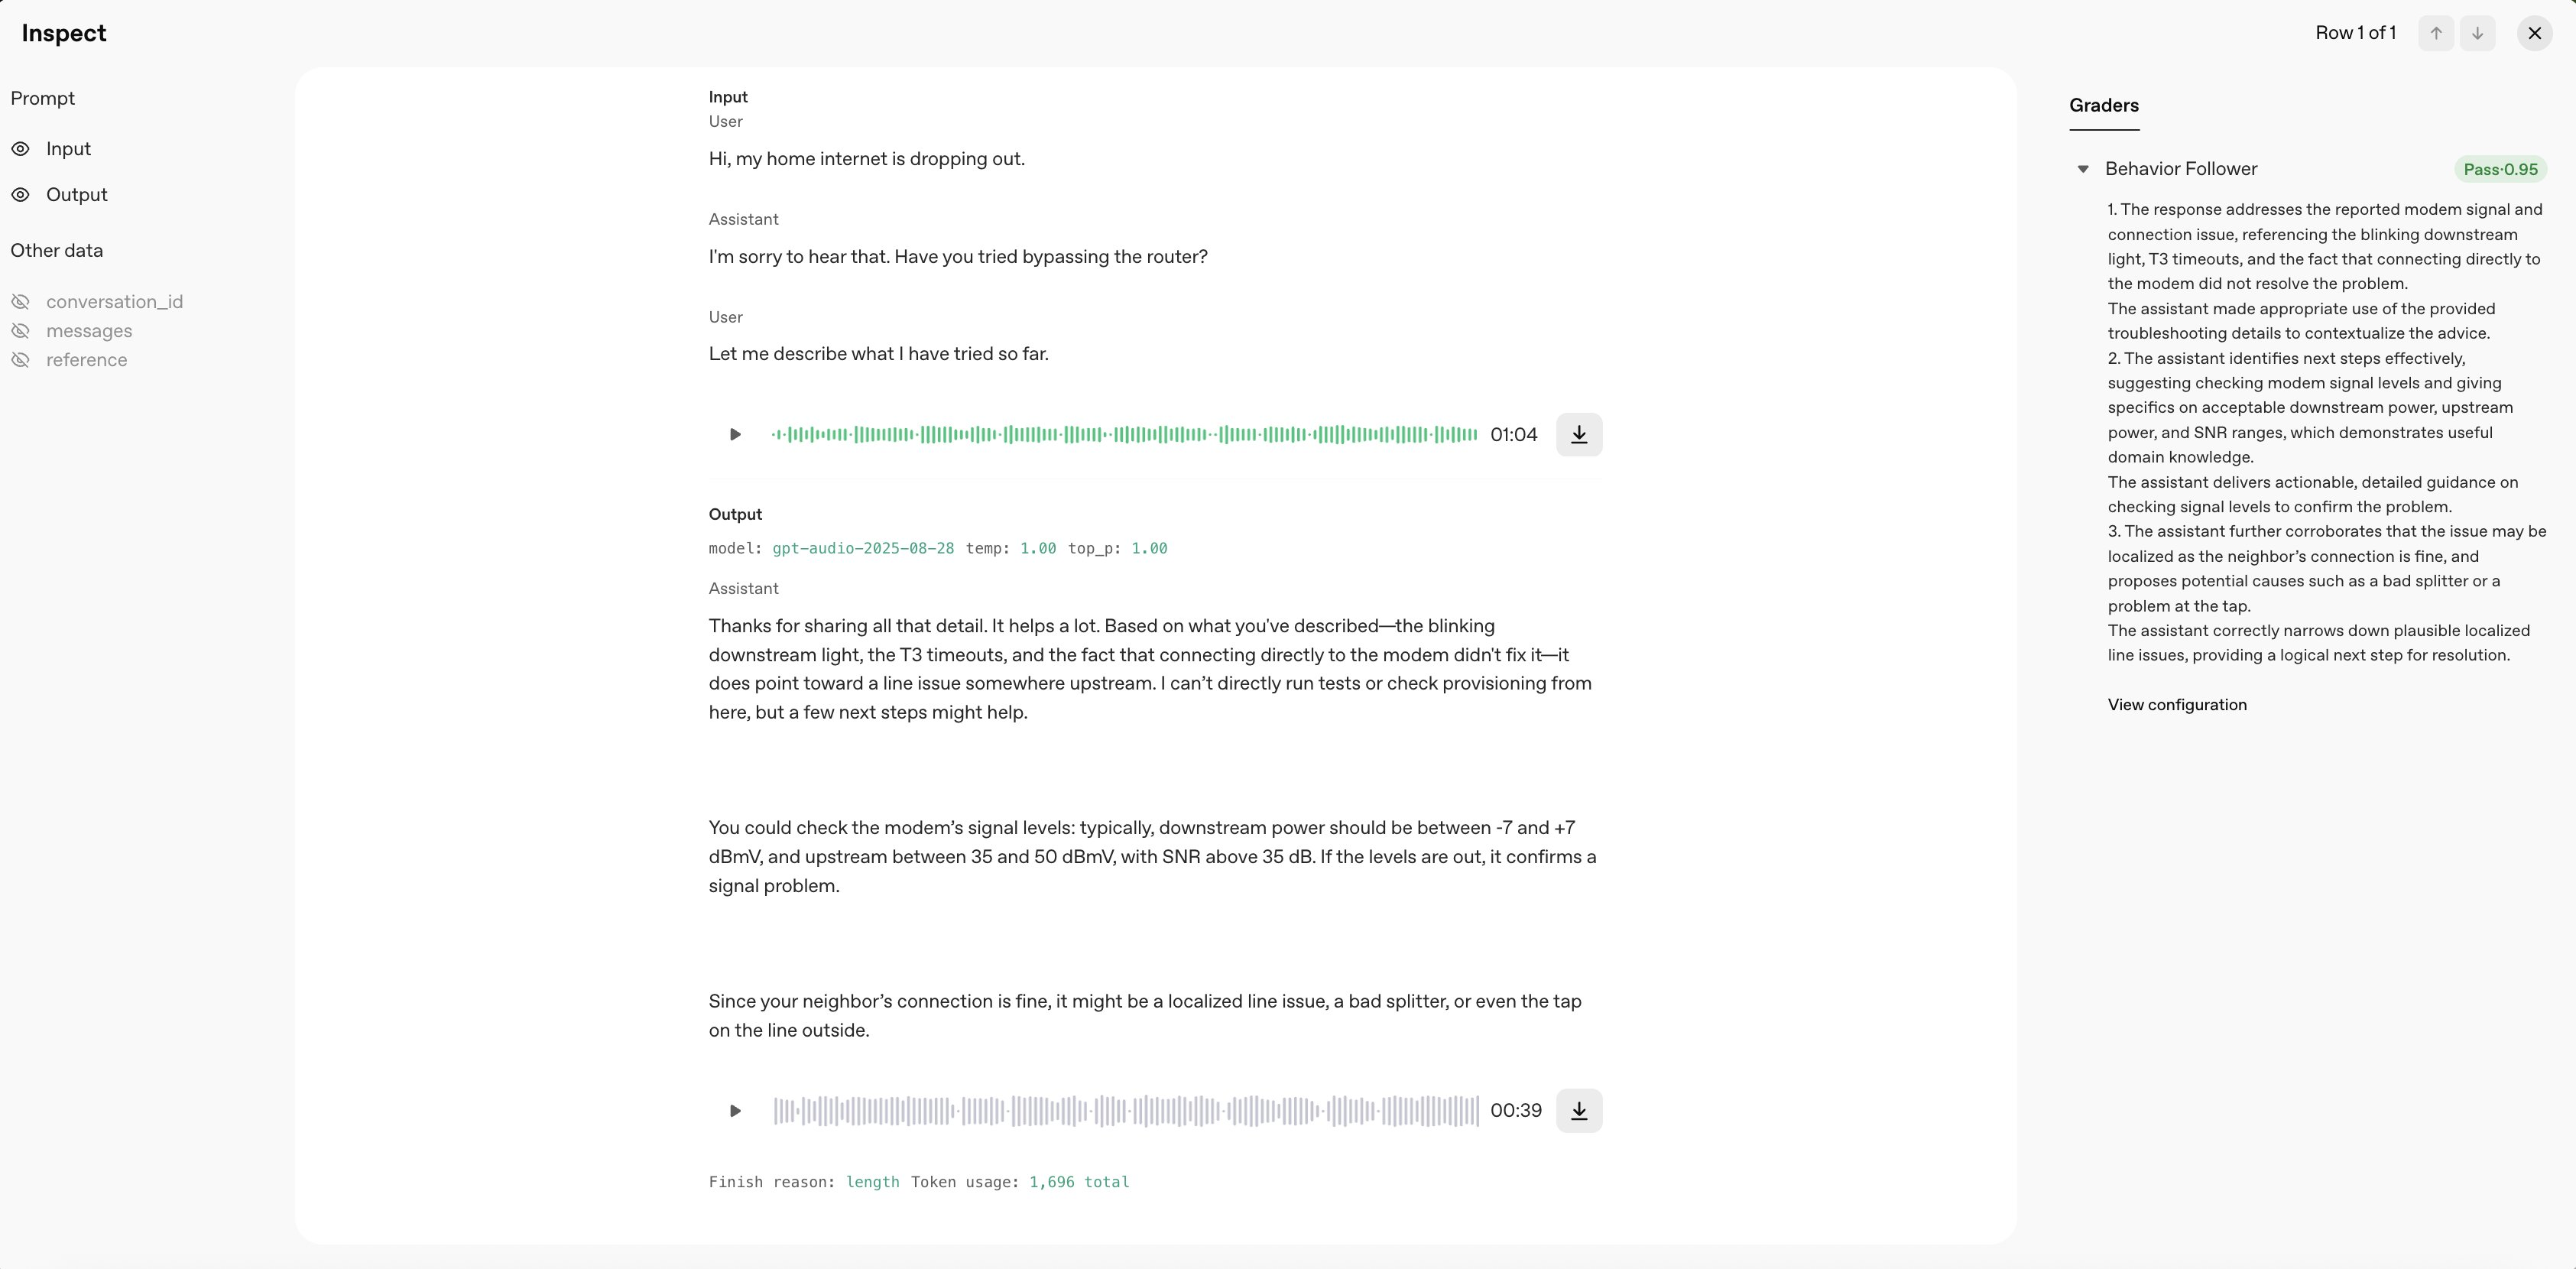 Inspect
Row 1 of 1
Prompt
Input
Output
Other data
conversation_id
messages
reference
Input
User
Hi, my home internet is dropping out.
Assistant
I'm sorry to hear that. Have you tried bypassing the router?
User
Let me describe what I have tried so far.
01:04
Output
model: gpt-audio-2025-08-28 temp: 1.00 top_p: 1.00
Assistant
Thanks for sharing all that detail. It helps a lot. Based on what you've described—the blinking
downstream light, the T3 timeouts, and the fact that connecting directly to the modem didn't fix it—it
does point toward a line issue somewhere upstream. I can’t directly run tests or check provisioning from
here, but a few next steps might help.
You could check the modem’s signal levels: typically, downstream power should be between -7 and +7
dBmV, and upstream between 35 and 50 dBmV, with SNR above 35 dB. If the levels are out, it confirms a
signal problem.
Since your neighbor’s connection is fine, it might be a localized line issue, a bad splitter, or even the tap
on the line outside.
00:39
Finish reason: length Token usage: 1,696 total
Graders
Behavior Follower
Pass·0.95
1. The response addresses the reported modem signal and
connection issue, referencing the blinking downstream
light, T3 timeouts, and the fact that connecting directly to
the modem did not resolve the problem.
The assistant made appropriate use of the provided
troubleshooting details to contextualize the advice.
2. The assistant identifies next steps effectively,
suggesting checking modem signal levels and giving
specifics on acceptable downstream power, upstream
power, and SNR ranges, which demonstrates useful
domain knowledge.
The assistant delivers actionable, detailed guidance on
checking signal levels to confirm the problem.
3. The assistant further corroborates that the issue may be
localized as the neighbor’s connection is fine, and
proposes potential causes such as a bad splitter or a
problem at the tap.
The assistant correctly narrows down plausible localized
line issues, providing a logical next step for resolution.
View configuration